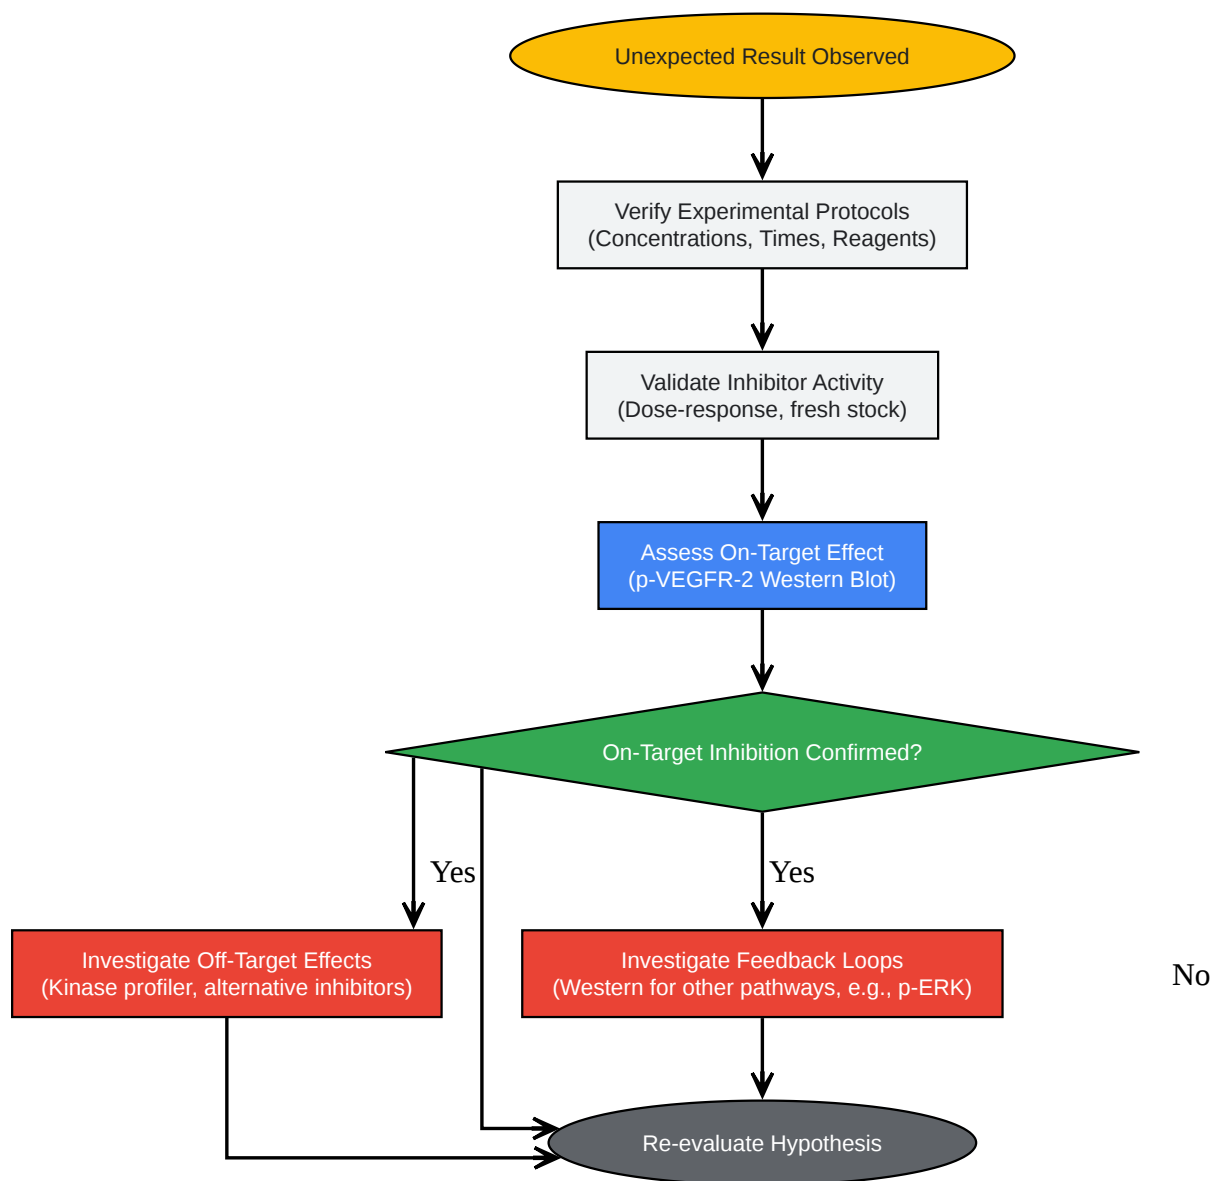 Unexpected Result Observed
Verify Experimental Protocols
(Concentrations, Times, Reagents)
Validate Inhibitor Activity
(Dose-response, fresh stock)
Assess On-Target Effect
(p-VEGFR-2 Western Blot)
On-Target Inhibition Confirmed?
Yes
Yes
Investigate Off-Target Effects
(Kinase profiler, alternative inhibitors)
Investigate Feedback Loops
(Western for other pathways, e.g., p-ERK)
No
Re-evaluate Hypothesis